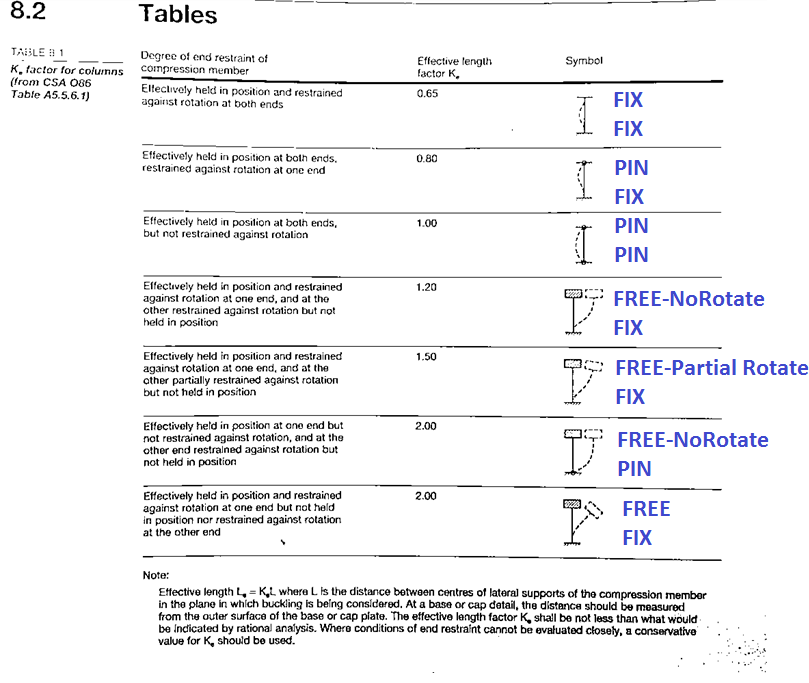 8.2
Tables
TABLE 8.1
Kₑ factor for columns
(from CSA O86
Table A5.5.6.1)
Degree of end restraint of
compression member
Effective length
factor Kₑ
Symbol
Effectively held in position and restrained
against rotation at both ends
0.65
FIX
FIX
Effectively held in position at both ends,
restrained against rotation at one end
0.80
PIN
FIX
Effectively held in position at both ends,
but not restrained against rotation
1.00
PIN
PIN
Effectively held in position and restrained
against rotation at one end, and at the
other restrained against rotation but not
held in position
1.20
FREE-NoRotate
FIX
Effectively held in position and restrained
against rotation at one end, and at the
other partially restrained against rotation
but not held in position
1.50
FREE-Partial Rotate
FIX
Effectively held in position at one end but
not restrained against rotation, and at the
other end restrained against rotation but
not held in position
2.00
FREE-NoRotate
PIN
Effectively held in position and restrained
against rotation at one end but not held
in position nor restrained against rotation
at the other end
2.00
FREE
FIX
Note:
Effective length Lₑ = KₑL where L is the distance between centres of lateral supports of the compression member
in the plane in which buckling is being considered. At a base or cap detail, the distance should be measured
from the outer surface of the base or cap plate. The effective length factor Kₑ shall be not less than what would
be indicated by rational analysis. Where conditions of end restraint cannot be evaluated closely, a conservative
value for Kₑ should be used.